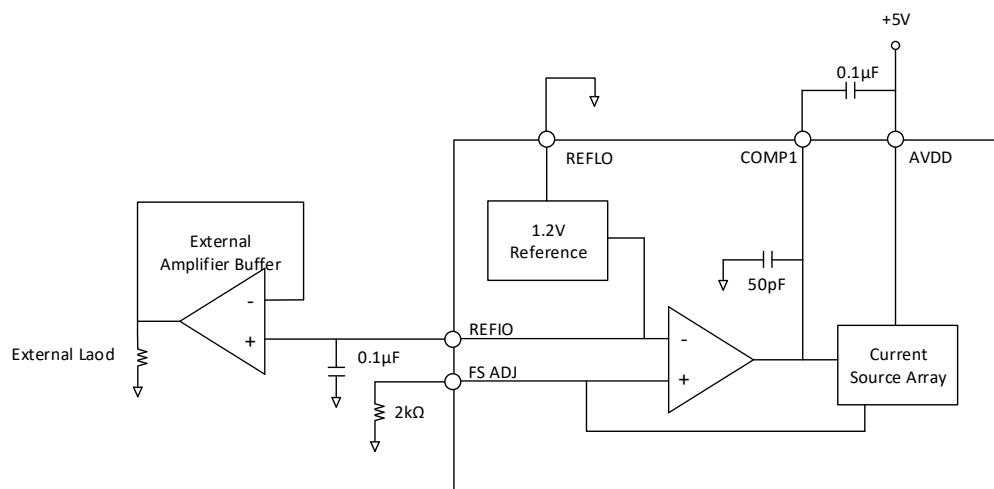 +5V
0.1µF
REFLO
COMP1
AVDD
1.2V
Reference
External
Amplifier Buffer
50pF
-
+
REFIO
-
+
External Laod
0.1µF
FS ADJ
Current
Source Array
2kΩ